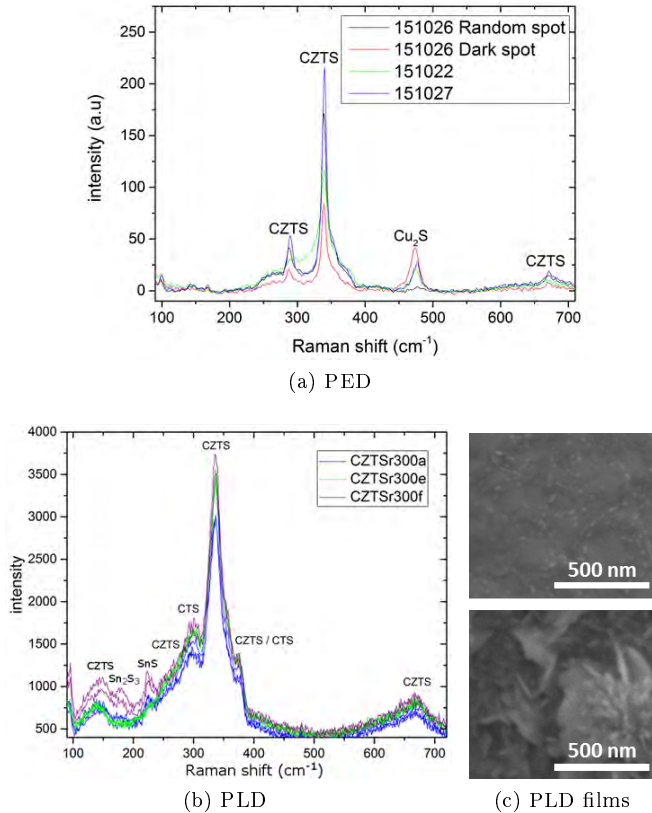 250
200
150
100
50
0
intensity (a.u)
151026 Random spot
151026 Dark spot
151022
151027
CZTS
CZTS
Cu₂S
CZTS
100 200 300 400 500 600 700
Raman shift (cm⁻¹)
(a) PED
4000
3500
3000
2500
2000
1500
1000
500
intensity
CZTS
CZTSr300a
CZTSr300e
CZTSr300f
CTS
CZTS
CZTS / CTS
SnS
CZTS
Sn₂S₃
CZTS
100 200 300 400 500 600 700
Raman shift (cm⁻¹)
(b) PLD
500 nm
500 nm
(c) PLD films